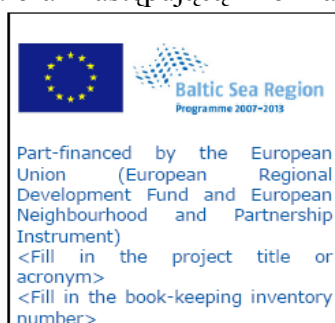 Baltic Sea Region
Programme 2007-2013
Part-financed by the European
Union (European Regional
Development Fund and European
Neighbourhood and Partnership
Instrument)
<Fill in the project title or
acronym>
<Fill in the book-keeping inventory
number>